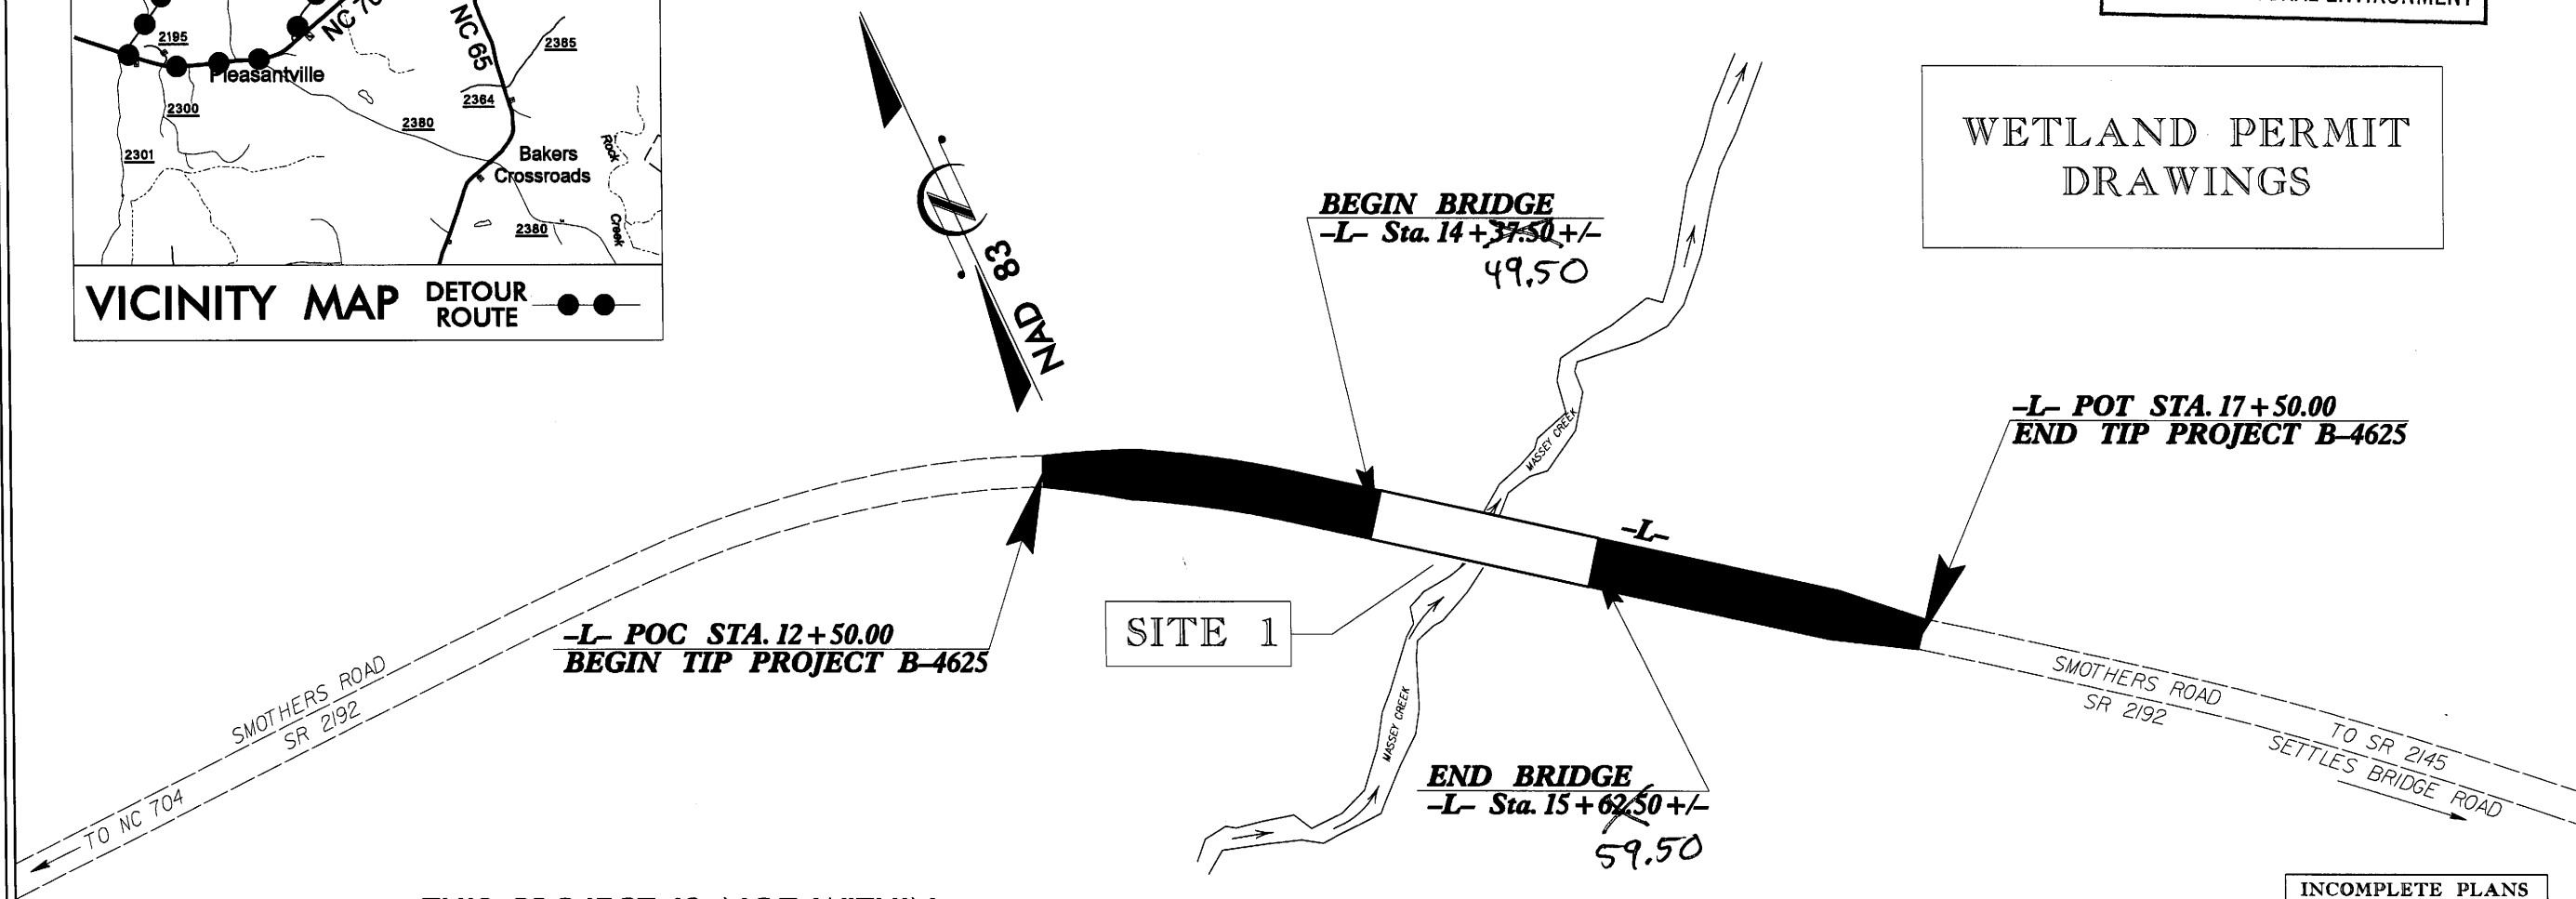 2195
Pleasantville
NC 65
2385
2364
2300
2380
2301
Bakers
Crossroads
Rock
Creek
2380
VICINITY MAP
DETOUR
ROUTE
NAD 83
WETLAND PERMIT
DRAWINGS
BEGIN BRIDGE
-L- Sta. 14+37.50 +/-
49.50
MASSEY CREEK
-L- POT STA. 17+50.00
END TIP PROJECT B-4625
-L-
-L- POC STA. 12+50.00
BEGIN TIP PROJECT B-4625
SITE 1
MASSEY CREEK
END BRIDGE
-L- Sta. 15+62.50 +/-
59.50
SMOTHERS ROAD
SR 2192
TO NC 704
SMOTHERS ROAD
SR 2192
TO SR 2145
SETTLES BRIDGE ROAD
INCOMPLETE PLANS